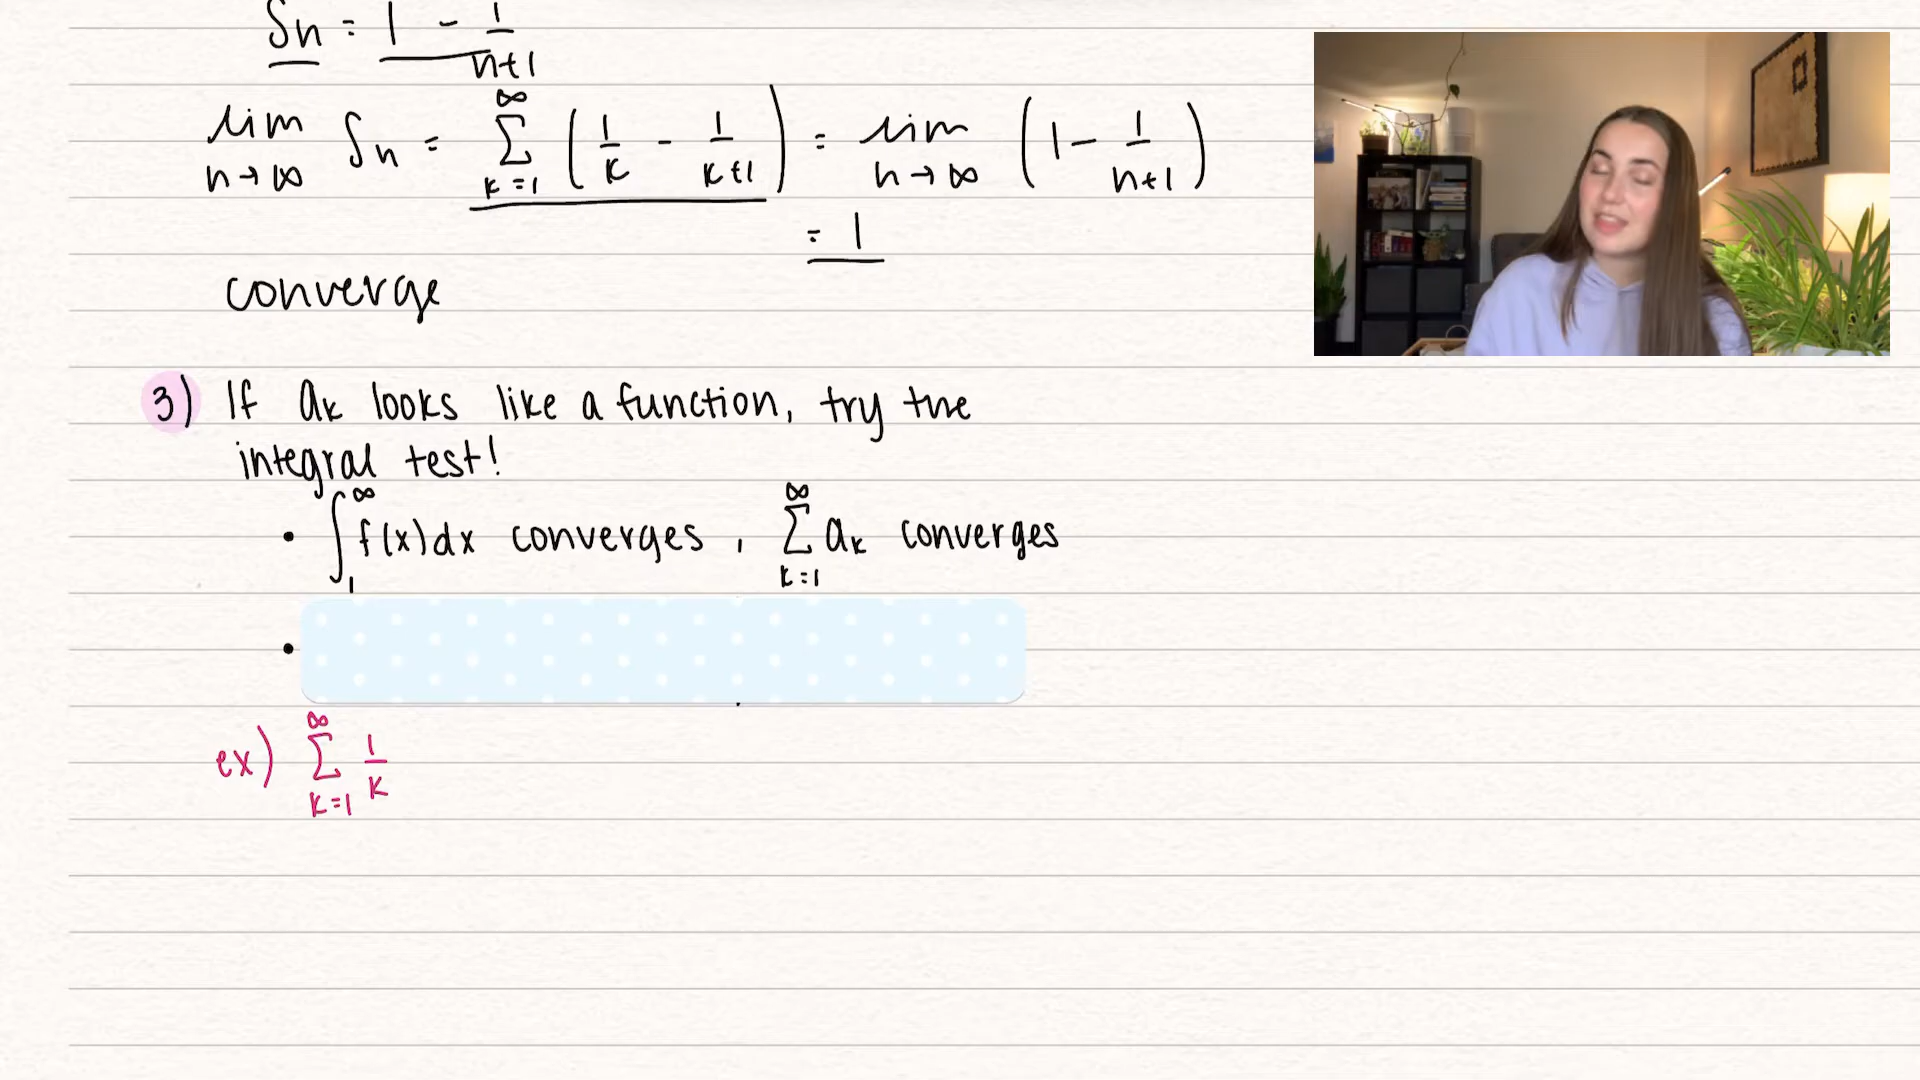 Sn = 1 - 1/n+1
lim n→∞ Sn = ∞ Σ k=1 (1/k - 1/k+1) = lim n→∞ (1 - 1/n+1)
= 1
converge
3) If ak looks like a function, try the
integral test!
• ∫ ∞ 1 f(x)dx converges , ∞ Σ k=1 ak converges
•
ex) ∞ Σ k=1 1/k